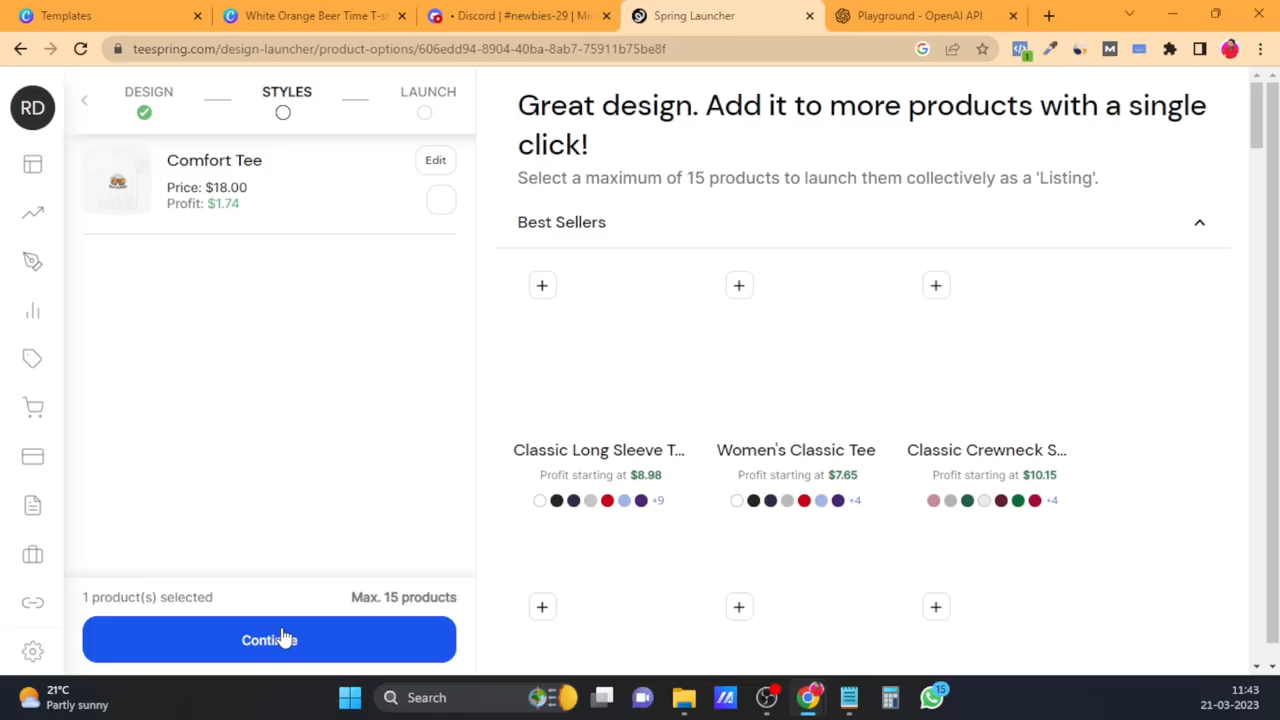 Templates
White Orange Beer Time T-s
• Discord | #newbies-29 | Mi
Spring Launcher
Playground - OpenAI API
teespring.com/design-launcher/product-options/606edd94-8904-40ba-8ab7-75911b75be8f
RD
DESIGN
STYLES
LAUNCH
Comfort Tee
Edit
Price: $18.00
Profit: $1.74
Great design. Add it to more products with a single
click!
Select a maximum of 15 products to launch them collectively as a 'Listing'.
Best Sellers
Classic Long Sleeve T...
Women's Classic Tee
Classic Crewneck S...
Profit starting at $8.98
Profit starting at $7.65
Profit starting at $10.15
+9
+4
+4
1 product(s) selected
Max. 15 products
Continue
21°C
Partly sunny
Search
15
11:43
21-03-2023